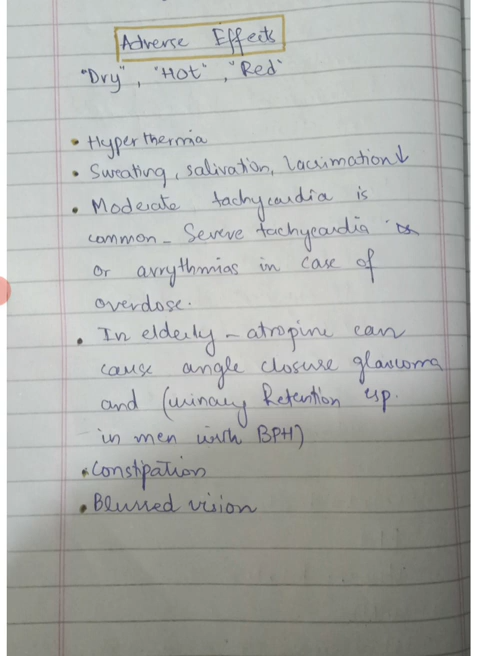 Adverse Effects
"Dry", "Hot", "Red"
• Hyperthermia
• Sweating, salivation, lacrimation↓
• Moderate tachycardia is
common - Severe tachycardia
or arrythmias in case of
overdose.
• In elderly - atropine can
cause angle closure glaucoma
and (urinary Retention esp.
in men with BPH)
• Constipation
• Blurred vision